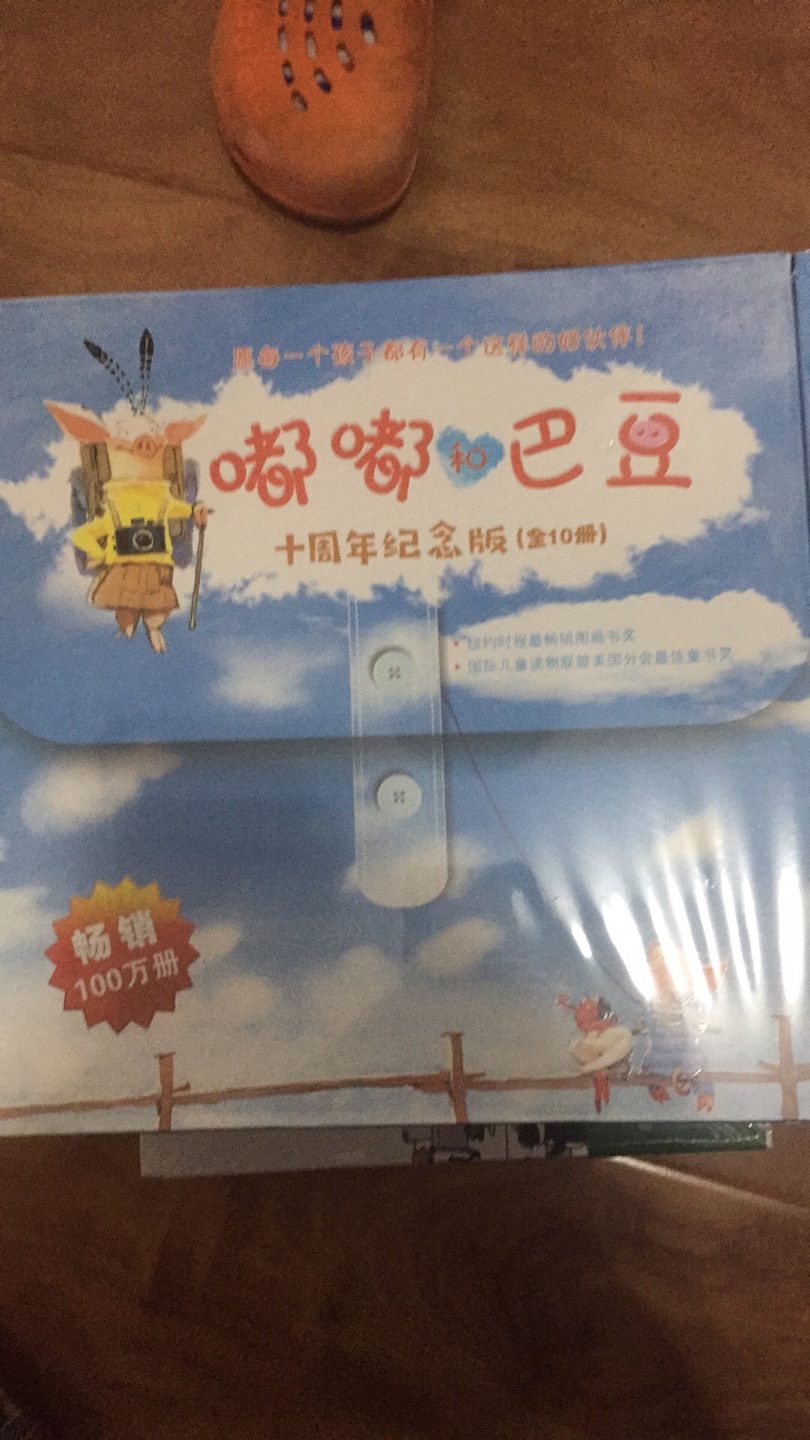 愿每一个孩子都有一个这样的好伙伴!
嘟嘟和巴豆
十周年纪念版(全10册)
• 纽约时报最畅销图画书奖
• 国际儿童读物联盟美国分会最佳童书奖
畅销
100万册